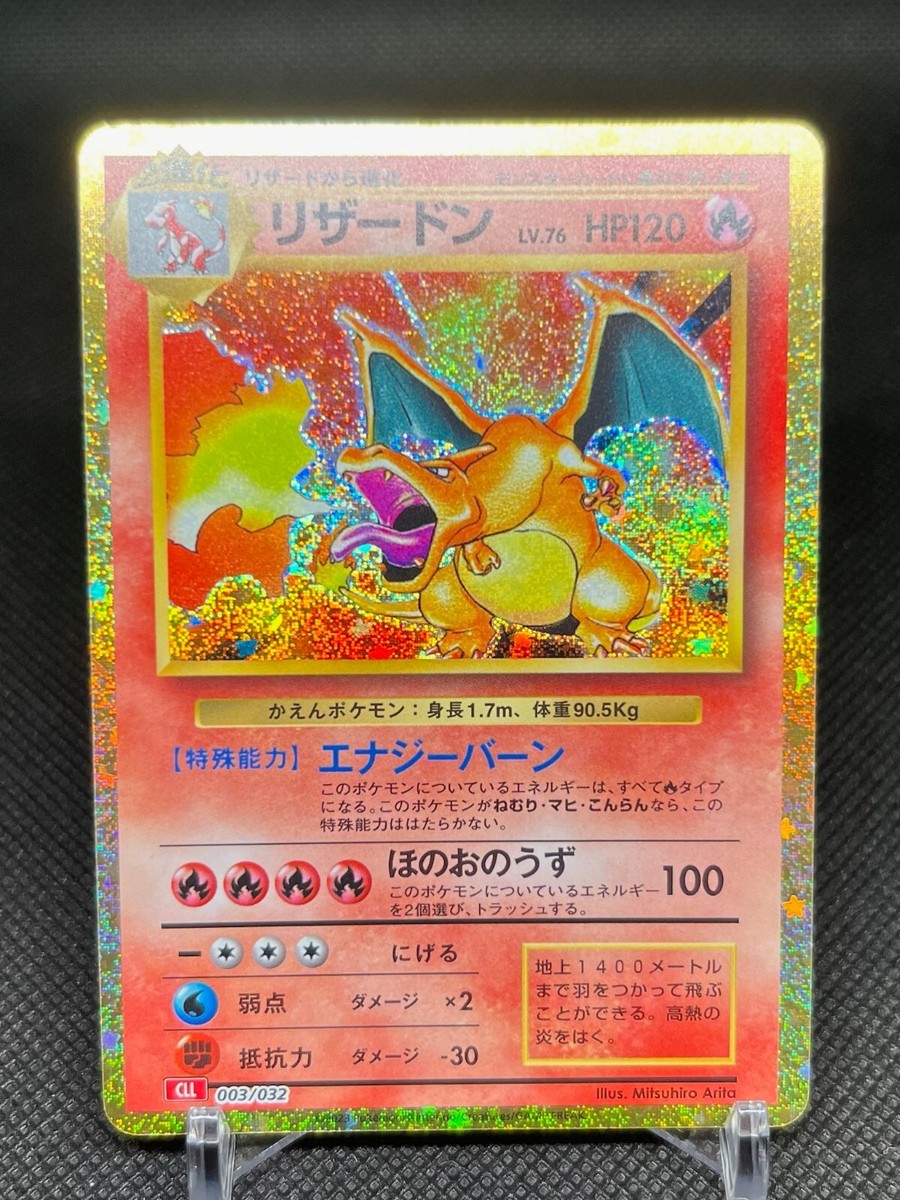 リザードから進化
リザードン LV.76 HP120
かえんポケモン:身長1.7m、体重90.5Kg
【特殊能力】 エナジーバーン
このポケモンについているエネルギーは、すべて タイプ
になる。このポケモンがねむり・マヒ・こんらんなら、この
特殊能力ははたらかない。
ほのおのうず 100
このポケモンについているエネルギー
を2個選び、トラッシュする。
にげる
弱点 ダメージ ×2
抵抗力 ダメージ -30
地上1400メートル
まで羽をつかって飛ぶ
ことができる。高熱の
炎をはく。
CLL 003/032
Illus. Mitsuhiro Arita
©2023 Pokémon/Nintendo/Creatures/GAME FREAK